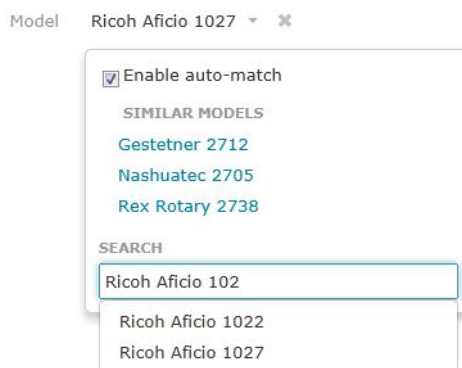 Model Ricoh Aficio 1027
Enable auto-match
SIMILAR MODELS
Gestetner 2712
Nashuatec 2705
Rex Rotary 2738
SEARCH
Ricoh Aficio 102
Ricoh Aficio 1022
Ricoh Aficio 1027